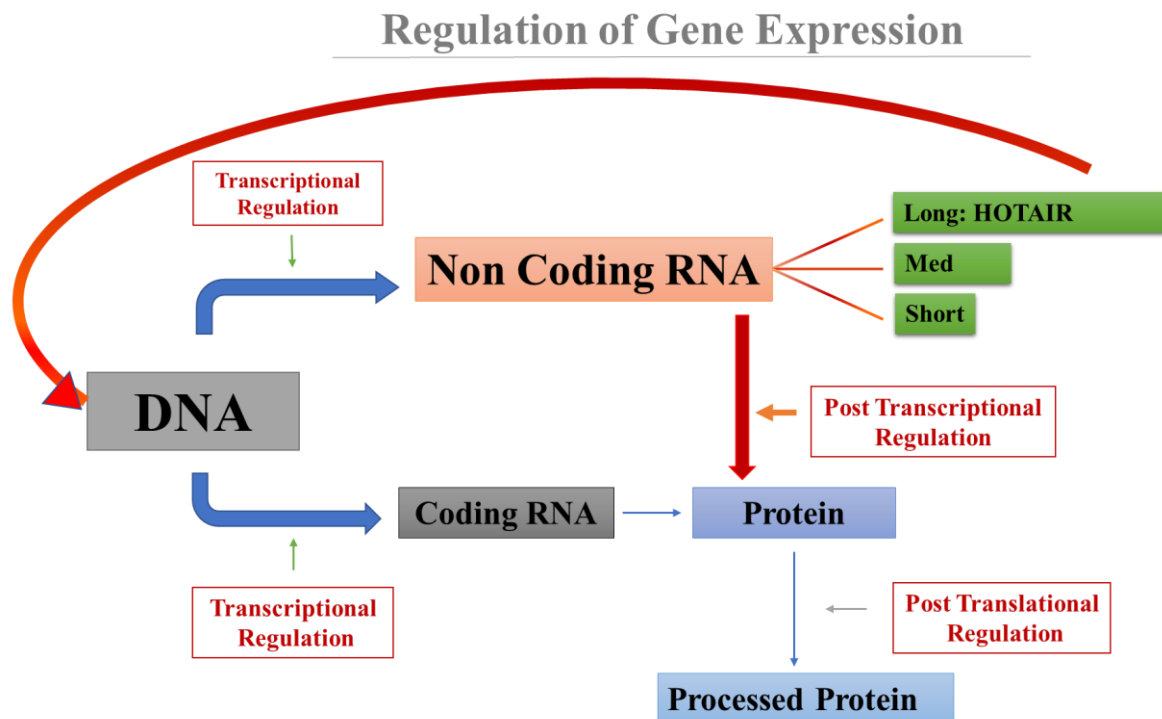 Regulation of Gene Expression
Transcriptional
Regulation
Long: HOTAIR
Non Coding RNA
Med
Short
DNA
Post Transcriptional
Regulation
Coding RNA
Protein
Transcriptional
Regulation
Post Translational
Regulation
Processed Protein